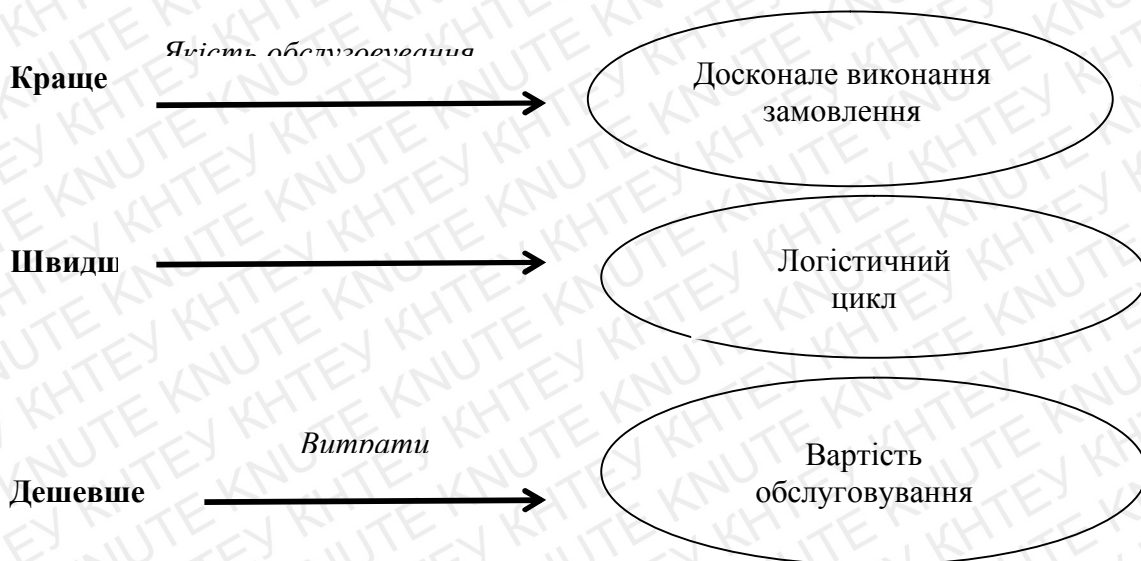 Якість обслуговування
Краще
Досконале виконання
замовлення
Швидш
Логістичний
цикл
Витрати
Дешевше
Вартість
обслуговування